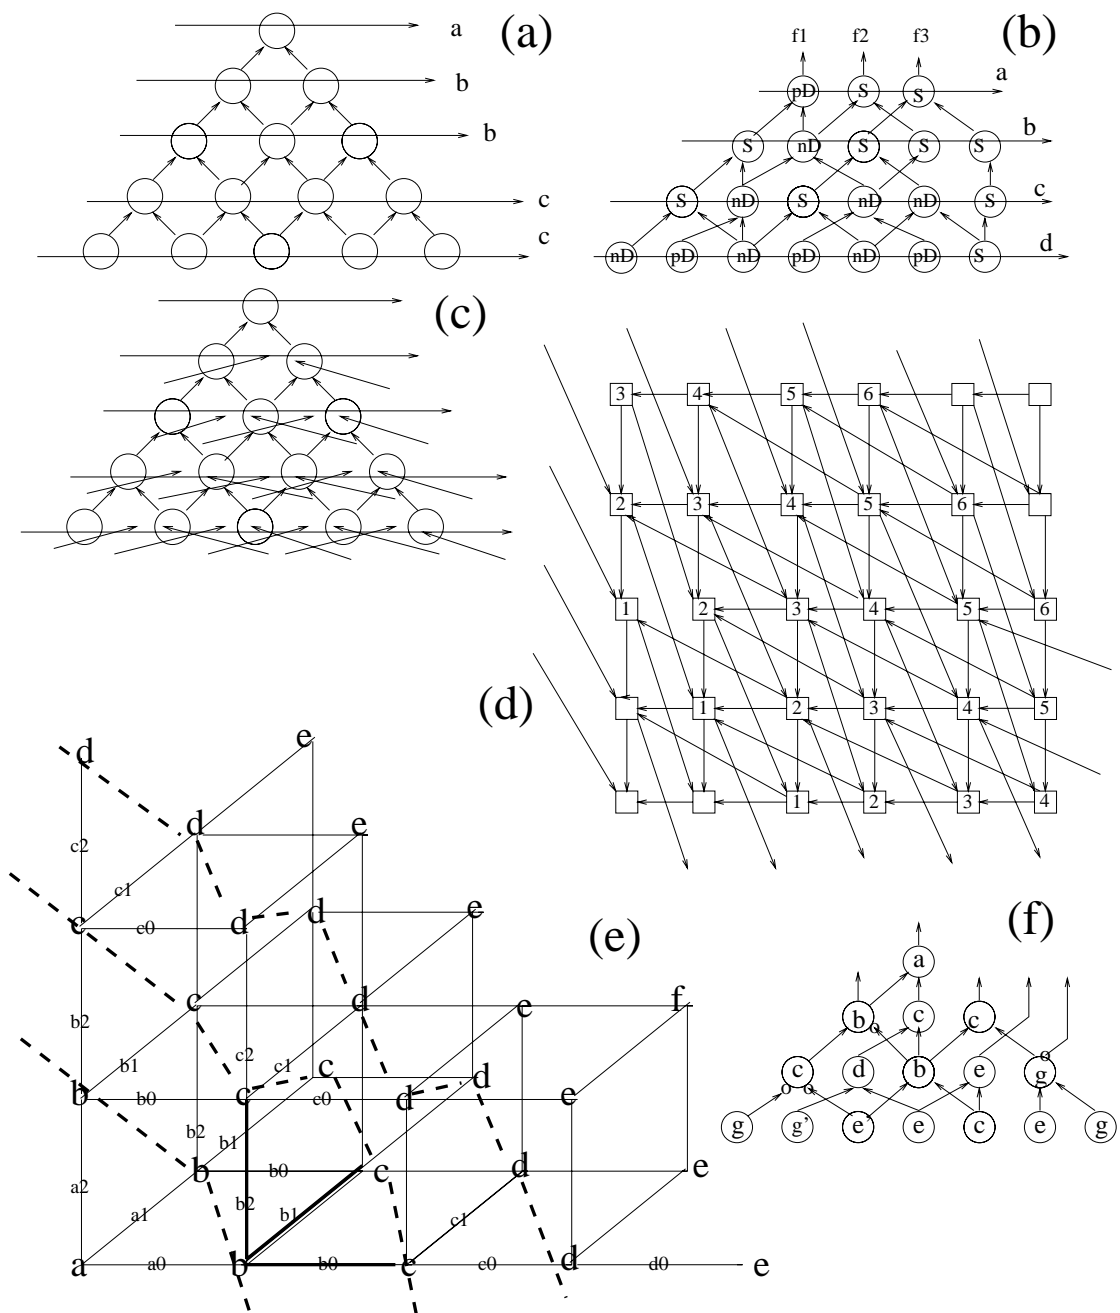 (a)
a
b
b
c
c
(b)
f1 f2 f3
a
pD S S
b
S nD S S S
c
S nD S nD nD S
d
nD pD nD pD nD pD S
(c)
3 4 5 6
2 3 4 5 6
1 2 3 4 5 6
1 2 3 4 5
1 2 3 4
(d)
d e
d e
c2
c1
c c0 d d e
(e)
c d e f
b2
b1 c2 c1 c
b b0 c c0 d d e
b2 b1
b b0 c d e
a2
a1 b2 b1 c1
a a0 b b0 c c0 d d0 e
(f)
a
b o c c
c d b e o g
o o
g g' e' e c e g